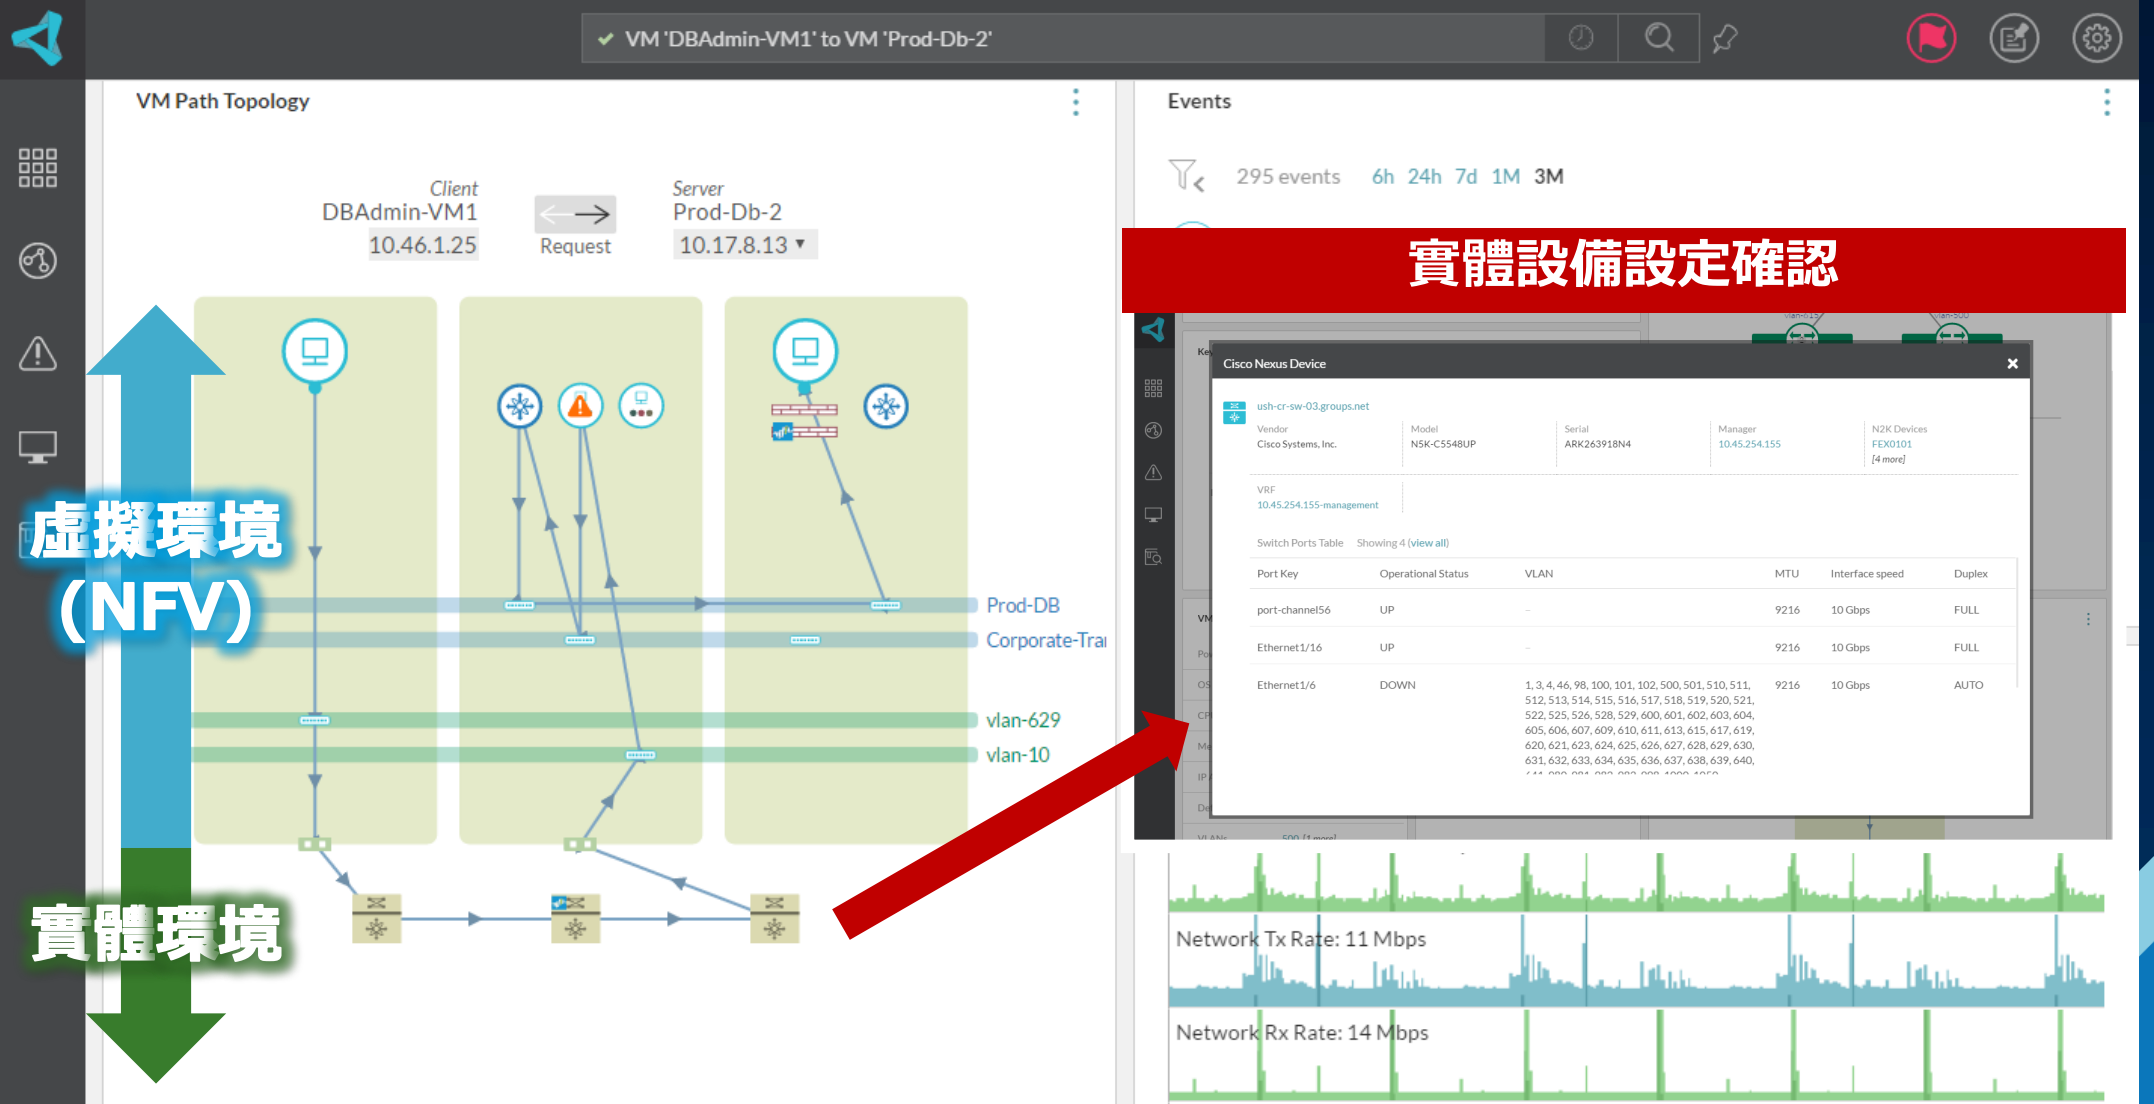 VM 'DBAdmin-VM1' to VM 'Prod-Db-2'
VM Path Topology
Client
DBAdmin-VM1
10.46.1.25
Request
Server
Prod-Db-2
10.17.8.13
虛擬環境
(NFV)
實體環境
Prod-DB
Corporate-Tra
vlan-629
vlan-10
Events
295 events 6h 24h 7d 1M 3M
實體設備設定確認
vlan-615 vlan-500
Cisco Nexus Device
ush-cr-sw-03.groups.net
Vendor Model Serial Manager N2K Devices
Cisco Systems, Inc. N5K-C5548UP ARK263918N4 10.45.254.155 FEX0101
[4 more]
VRF
10.45.254.155-management
Switch Ports Table Showing 4 (view all)
Port Key Operational Status VLAN MTU Interface speed Duplex
port-channel56 UP - 9216 10 Gbps FULL
Ethernet1/16 UP - 9216 10 Gbps FULL
Ethernet1/6 DOWN 1, 3, 4, 46, 98, 100, 101, 102, 500, 501, 510, 511, 9216 10 Gbps AUTO
512, 513, 514, 515, 516, 517, 518, 519, 520, 521,
522, 525, 526, 528, 529, 600, 601, 602, 603, 604,
605, 606, 607, 609, 610, 611, 613, 615, 617, 619,
620, 621, 623, 624, 625, 626, 627, 628, 629, 630,
631, 632, 633, 634, 635, 636, 637, 638, 639, 640,
VLANs 500 [1 more]
Network Tx Rate: 11 Mbps
Network Rx Rate: 14 Mbps